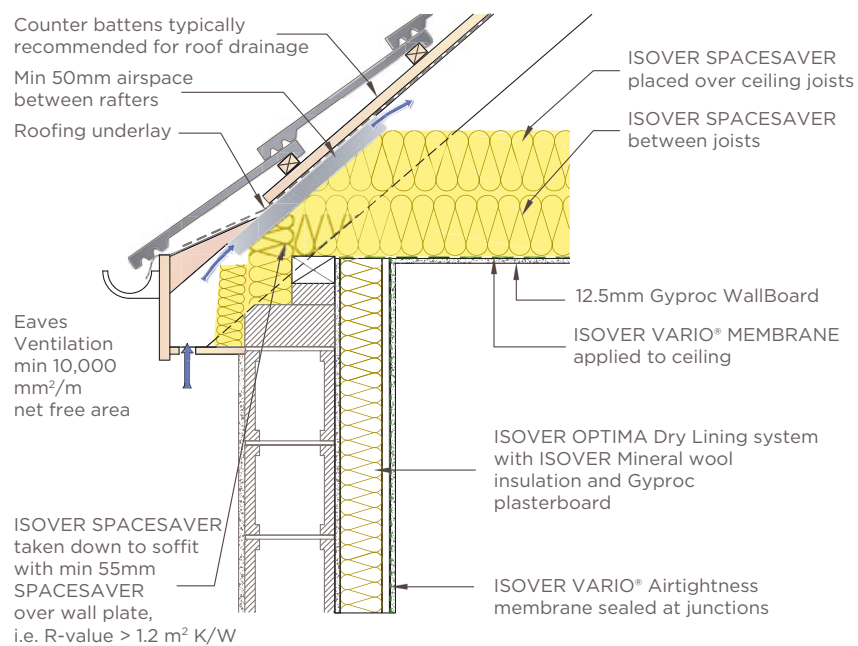 Counter battens typically
recommended for roof drainage
Min 50mm airspace
between rafters
Roofing underlay
ISOVER SPACESAVER
placed over ceiling joists
ISOVER SPACESAVER
between joists
12.5mm Gyproc WallBoard
ISOVER VARIO® MEMBRANE
applied to ceiling
Eaves
Ventilation
min 10,000
mm²/m
net free area
ISOVER OPTIMA Dry Lining system
with ISOVER Mineral wool
insulation and Gyproc
plasterboard
ISOVER SPACESAVER
taken down to soffit
with min 55mm
SPACESAVER
over wall plate,
i.e. R-value > 1.2 m² K/W
ISOVER VARIO® Airtightness
membrane sealed at junctions